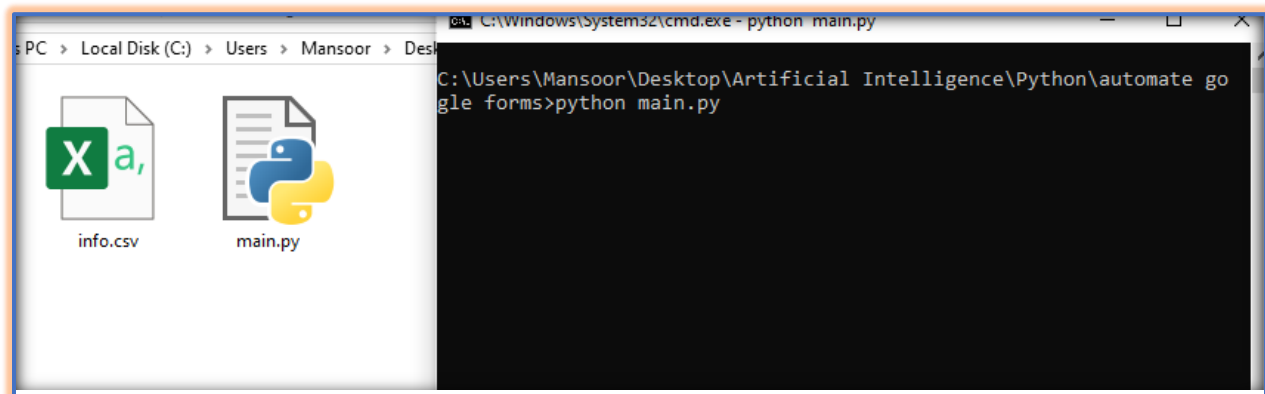 C:\Windows\System32\cmd.exe - python main.py
PC > Local Disk (C:) > Users > Mansoor >
C:\Users\Mansoor\Desktop\Artificial Intelligence\Python\automate go
gle forms>python main.py
X a,
info.csv
main.py